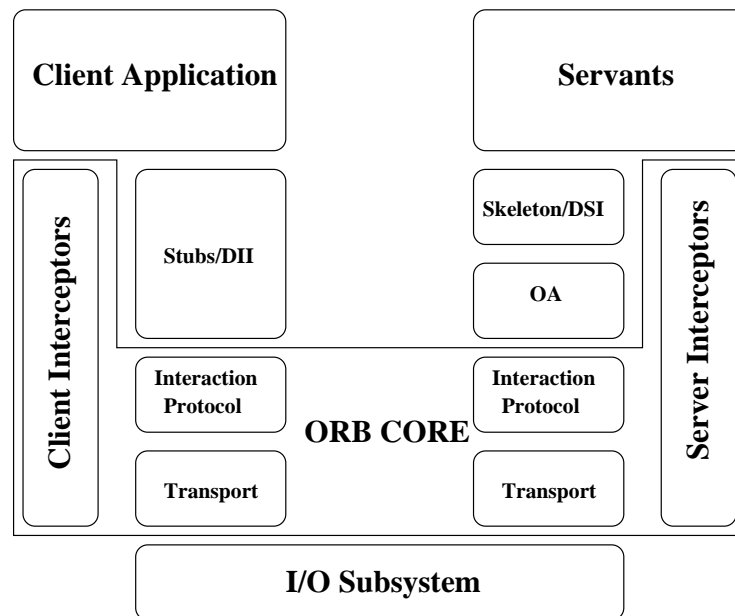 Client Application
Servants
Client Interceptors
Stubs/DII
Skeleton/DSI
OA
Server Interceptors
Interaction
Protocol
Interaction
Protocol
ORB CORE
Transport
Transport
I/O Subsystem